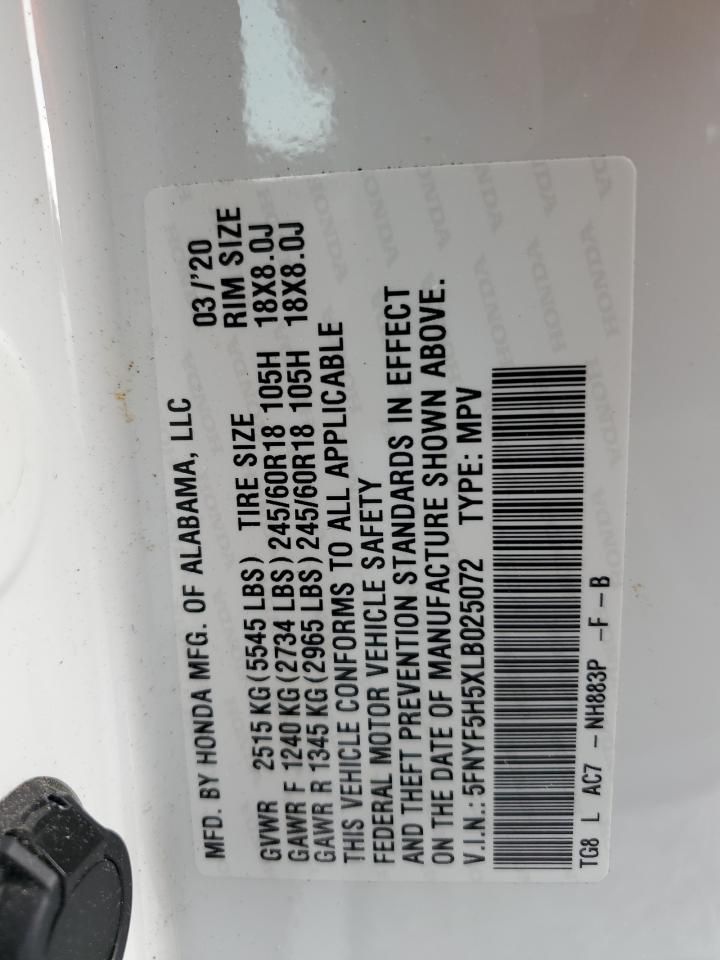 MFD. BY HONDA MFG. OF ALABAMA, LLC 03/'20
GVWR 2515 KG(5545 LBS) TIRE SIZE RIM SIZE
GAWR F 1240 KG(2734 LBS) 245/60R18 105H 18X8.0J
GAWR R 1345 KG(2965 LBS) 245/60R18 105H 18X8.0J
THIS VEHICLE CONFORMS TO ALL APPLICABLE
FEDERAL MOTOR VEHICLE SAFETY
AND THEFT PREVENTION STANDARDS IN EFFECT
ON THE DATE OF MANUFACTURE SHOWN ABOVE.
V.I.N.: 5FNYF5H5XLB025072 TYPE: MPV
TG8 L AC7 -NH883P -F-B